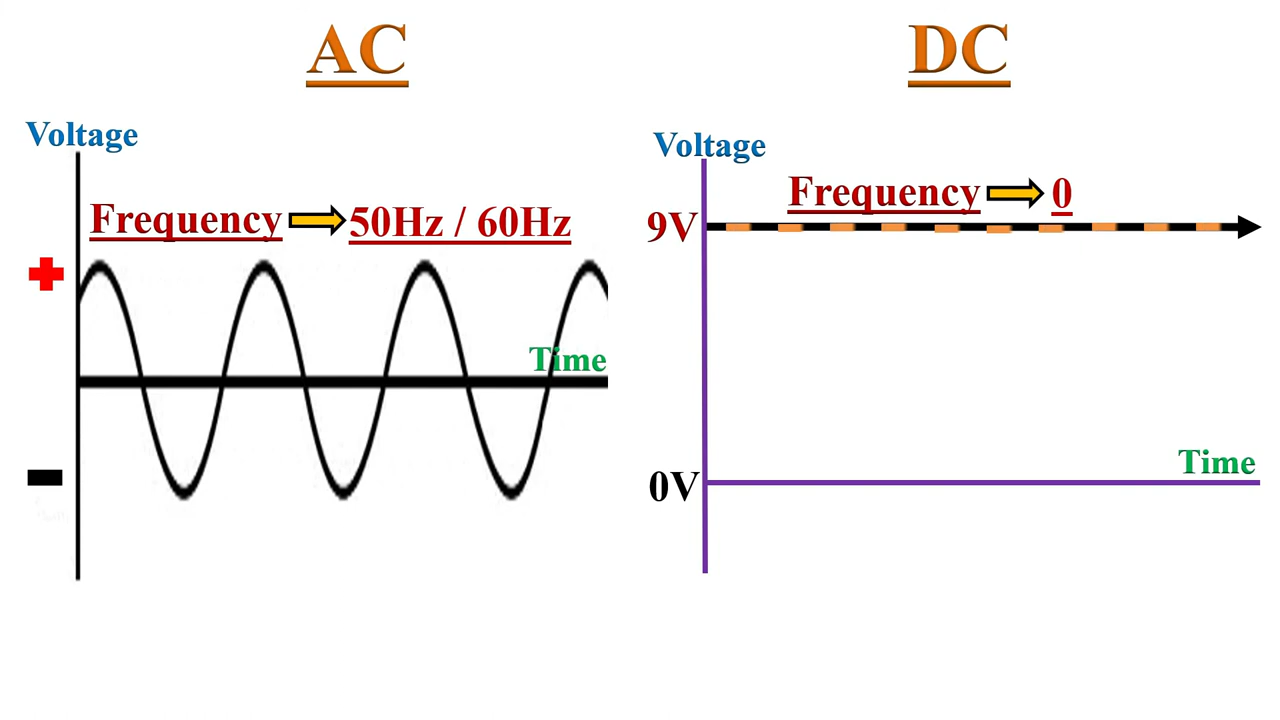 AC
Voltage
Frequency 50Hz / 60Hz
+
Time
-
DC
Voltage
Frequency 0
9V
Time
0V